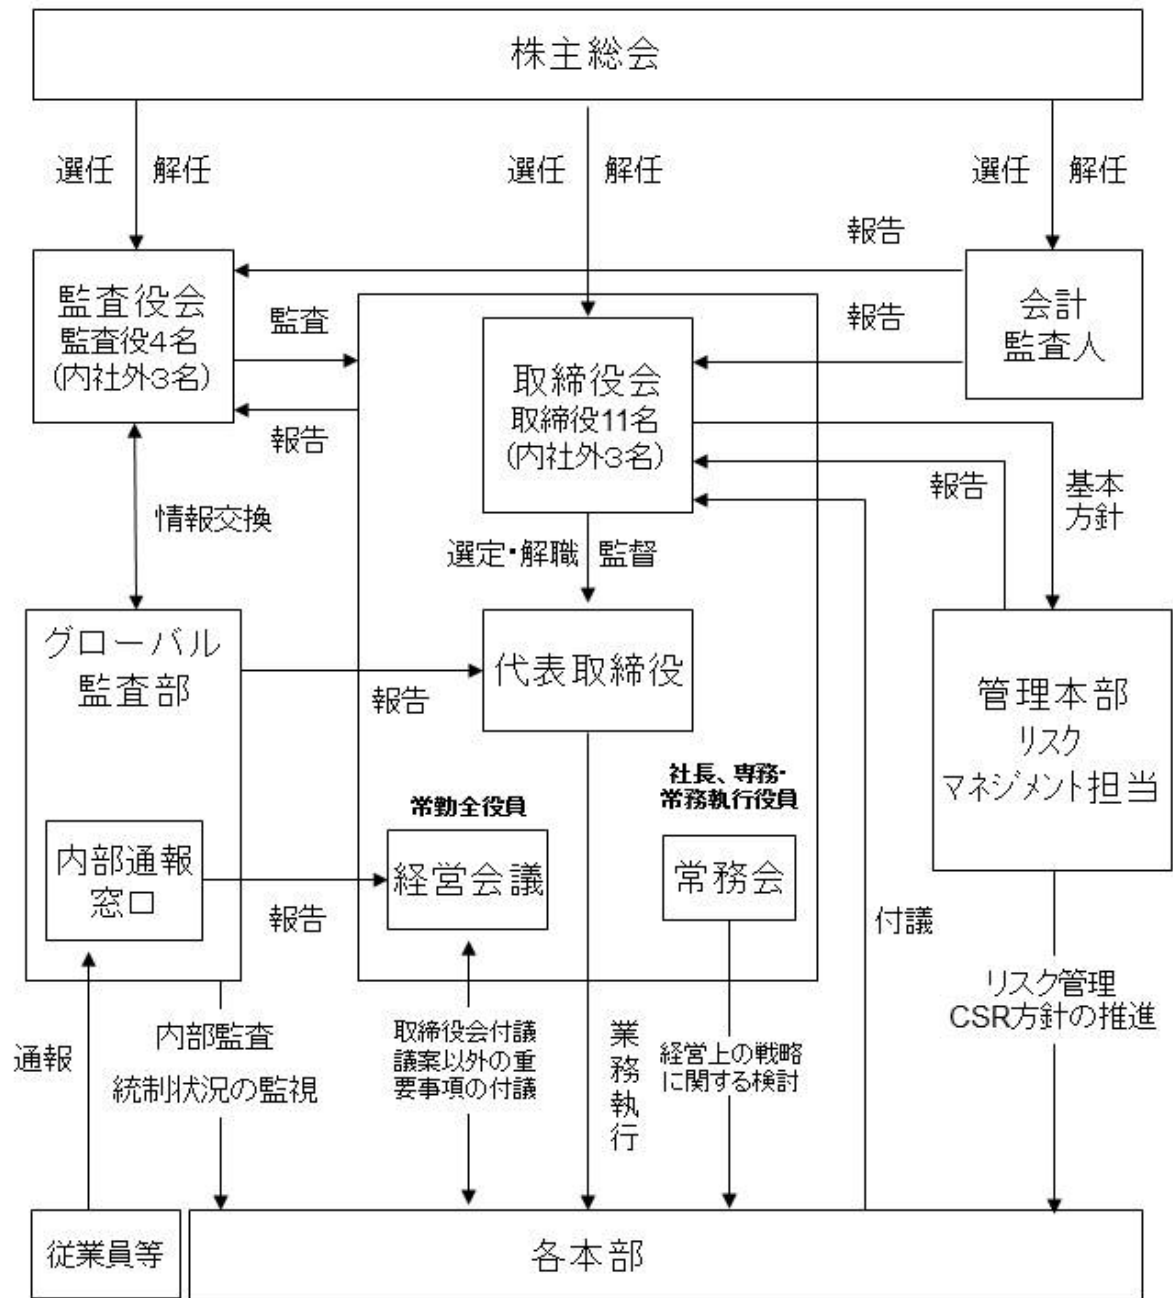 株主総会
選任
解任
選任
解任
選任
解任
報告
監査役会
監査役4名
(内社外3名)
監査
報告
会計
監査人
報告
取締役会
取締役11名
(内社外3名)
報告
基本
方針
情報交換
選定・解職
監督
グローバル
監査部
報告
代表取締役
管理本部
リスク
マネジメント担当
常勤全役員
社長、専務・
常務執行役員
内部通報
窓口
報告
経営会議
常務会
付議
通報
内部監査
統制状況の監視
取締役会付議
議案以外の重
要事項の付議
業務執行
経営上の戦略
に関する検討
リスク管理
CSR方針の推進
従業員等
各本部